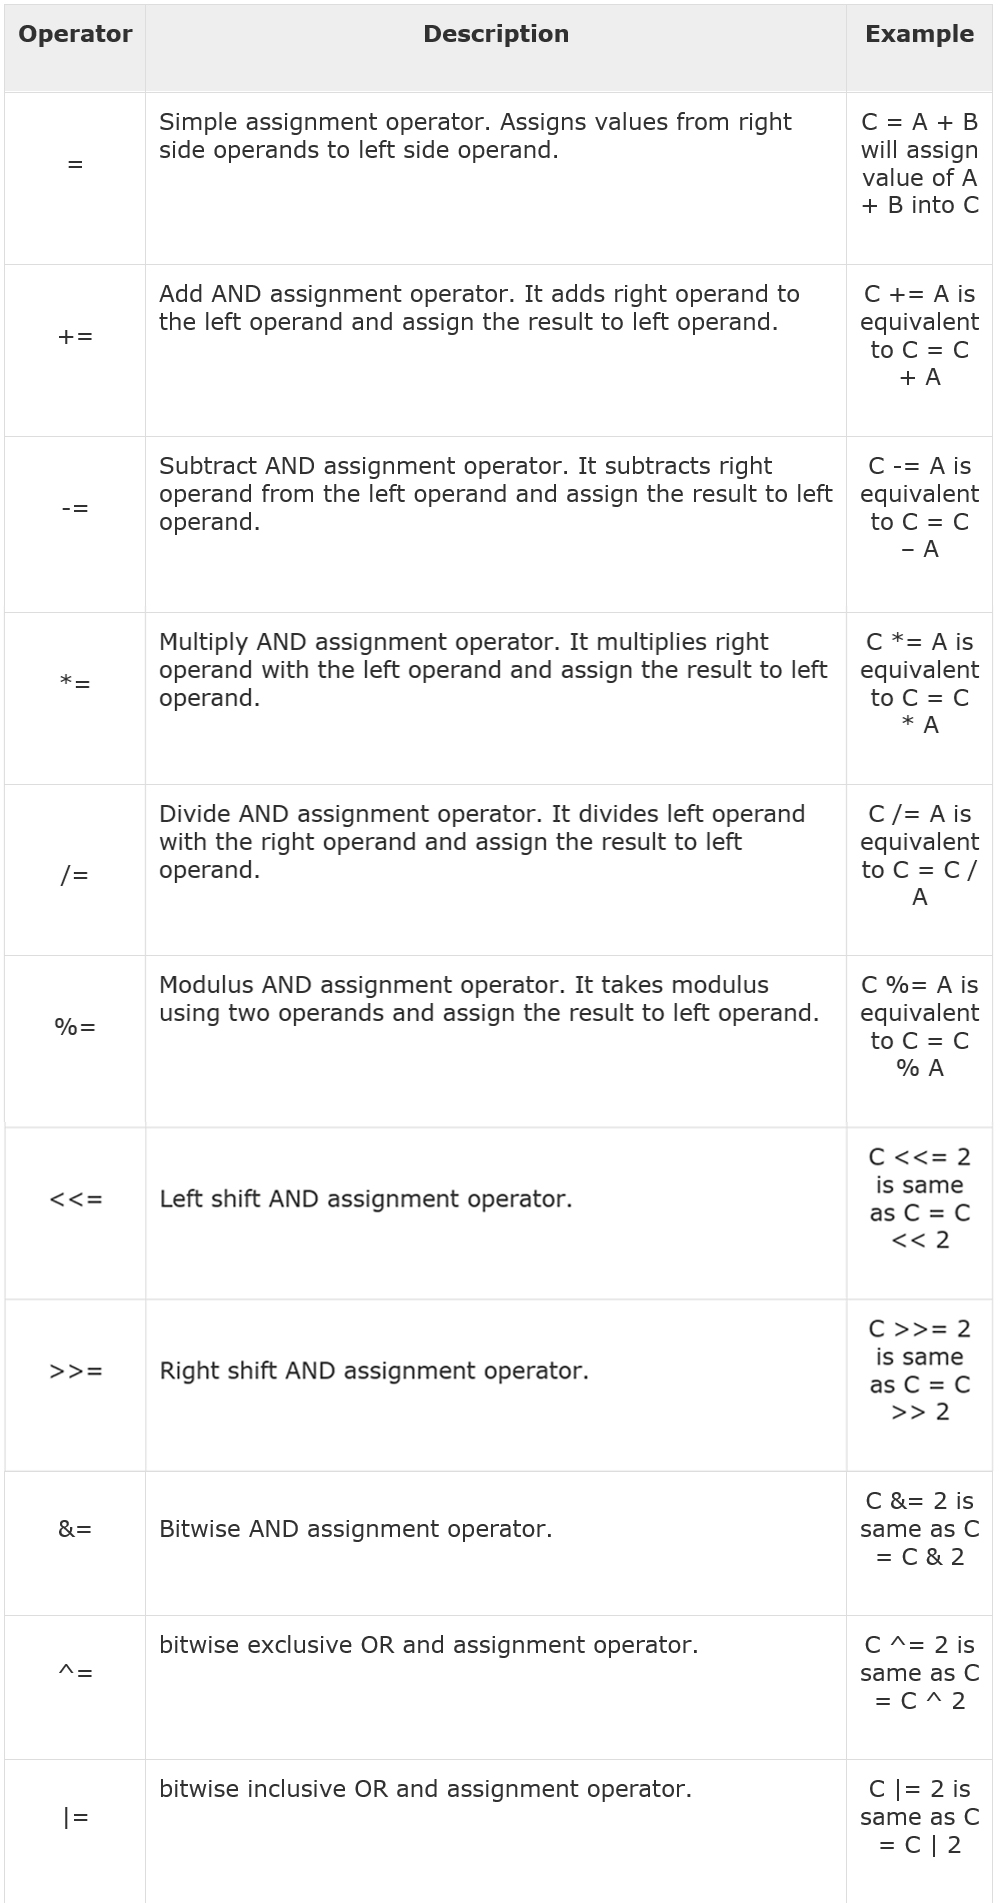 Operator Description Example
=
Simple assignment operator. Assigns values from right
side operands to left side operand.
C = A + B
will assign
value of A
+ B into C
+=
Add AND assignment operator. It adds right operand to
the left operand and assign the result to left operand.
C += A is
equivalent
to C = C
+ A
-=
Subtract AND assignment operator. It subtracts right
operand from the left operand and assign the result to left
operand.
C -= A is
equivalent
to C = C
– A
*=
Multiply AND assignment operator. It multiplies right
operand with the left operand and assign the result to left
operand.
C *= A is
equivalent
to C = C
* A
/=
Divide AND assignment operator. It divides left operand
with the right operand and assign the result to left
operand.
C /= A is
equivalent
to C = C /
A
%=
Modulus AND assignment operator. It takes modulus
using two operands and assign the result to left operand.
C %= A is
equivalent
to C = C
% A
<<=
Left shift AND assignment operator.
C <<= 2
is same
as C = C
<< 2
>>=
Right shift AND assignment operator.
C >>= 2
is same
as C = C
>> 2
&=
Bitwise AND assignment operator.
C &= 2 is
same as C
= C & 2
^=
bitwise exclusive OR and assignment operator.
C ^= 2 is
same as C
= C ^ 2
|=
bitwise inclusive OR and assignment operator.
C |= 2 is
same as C
= C | 2